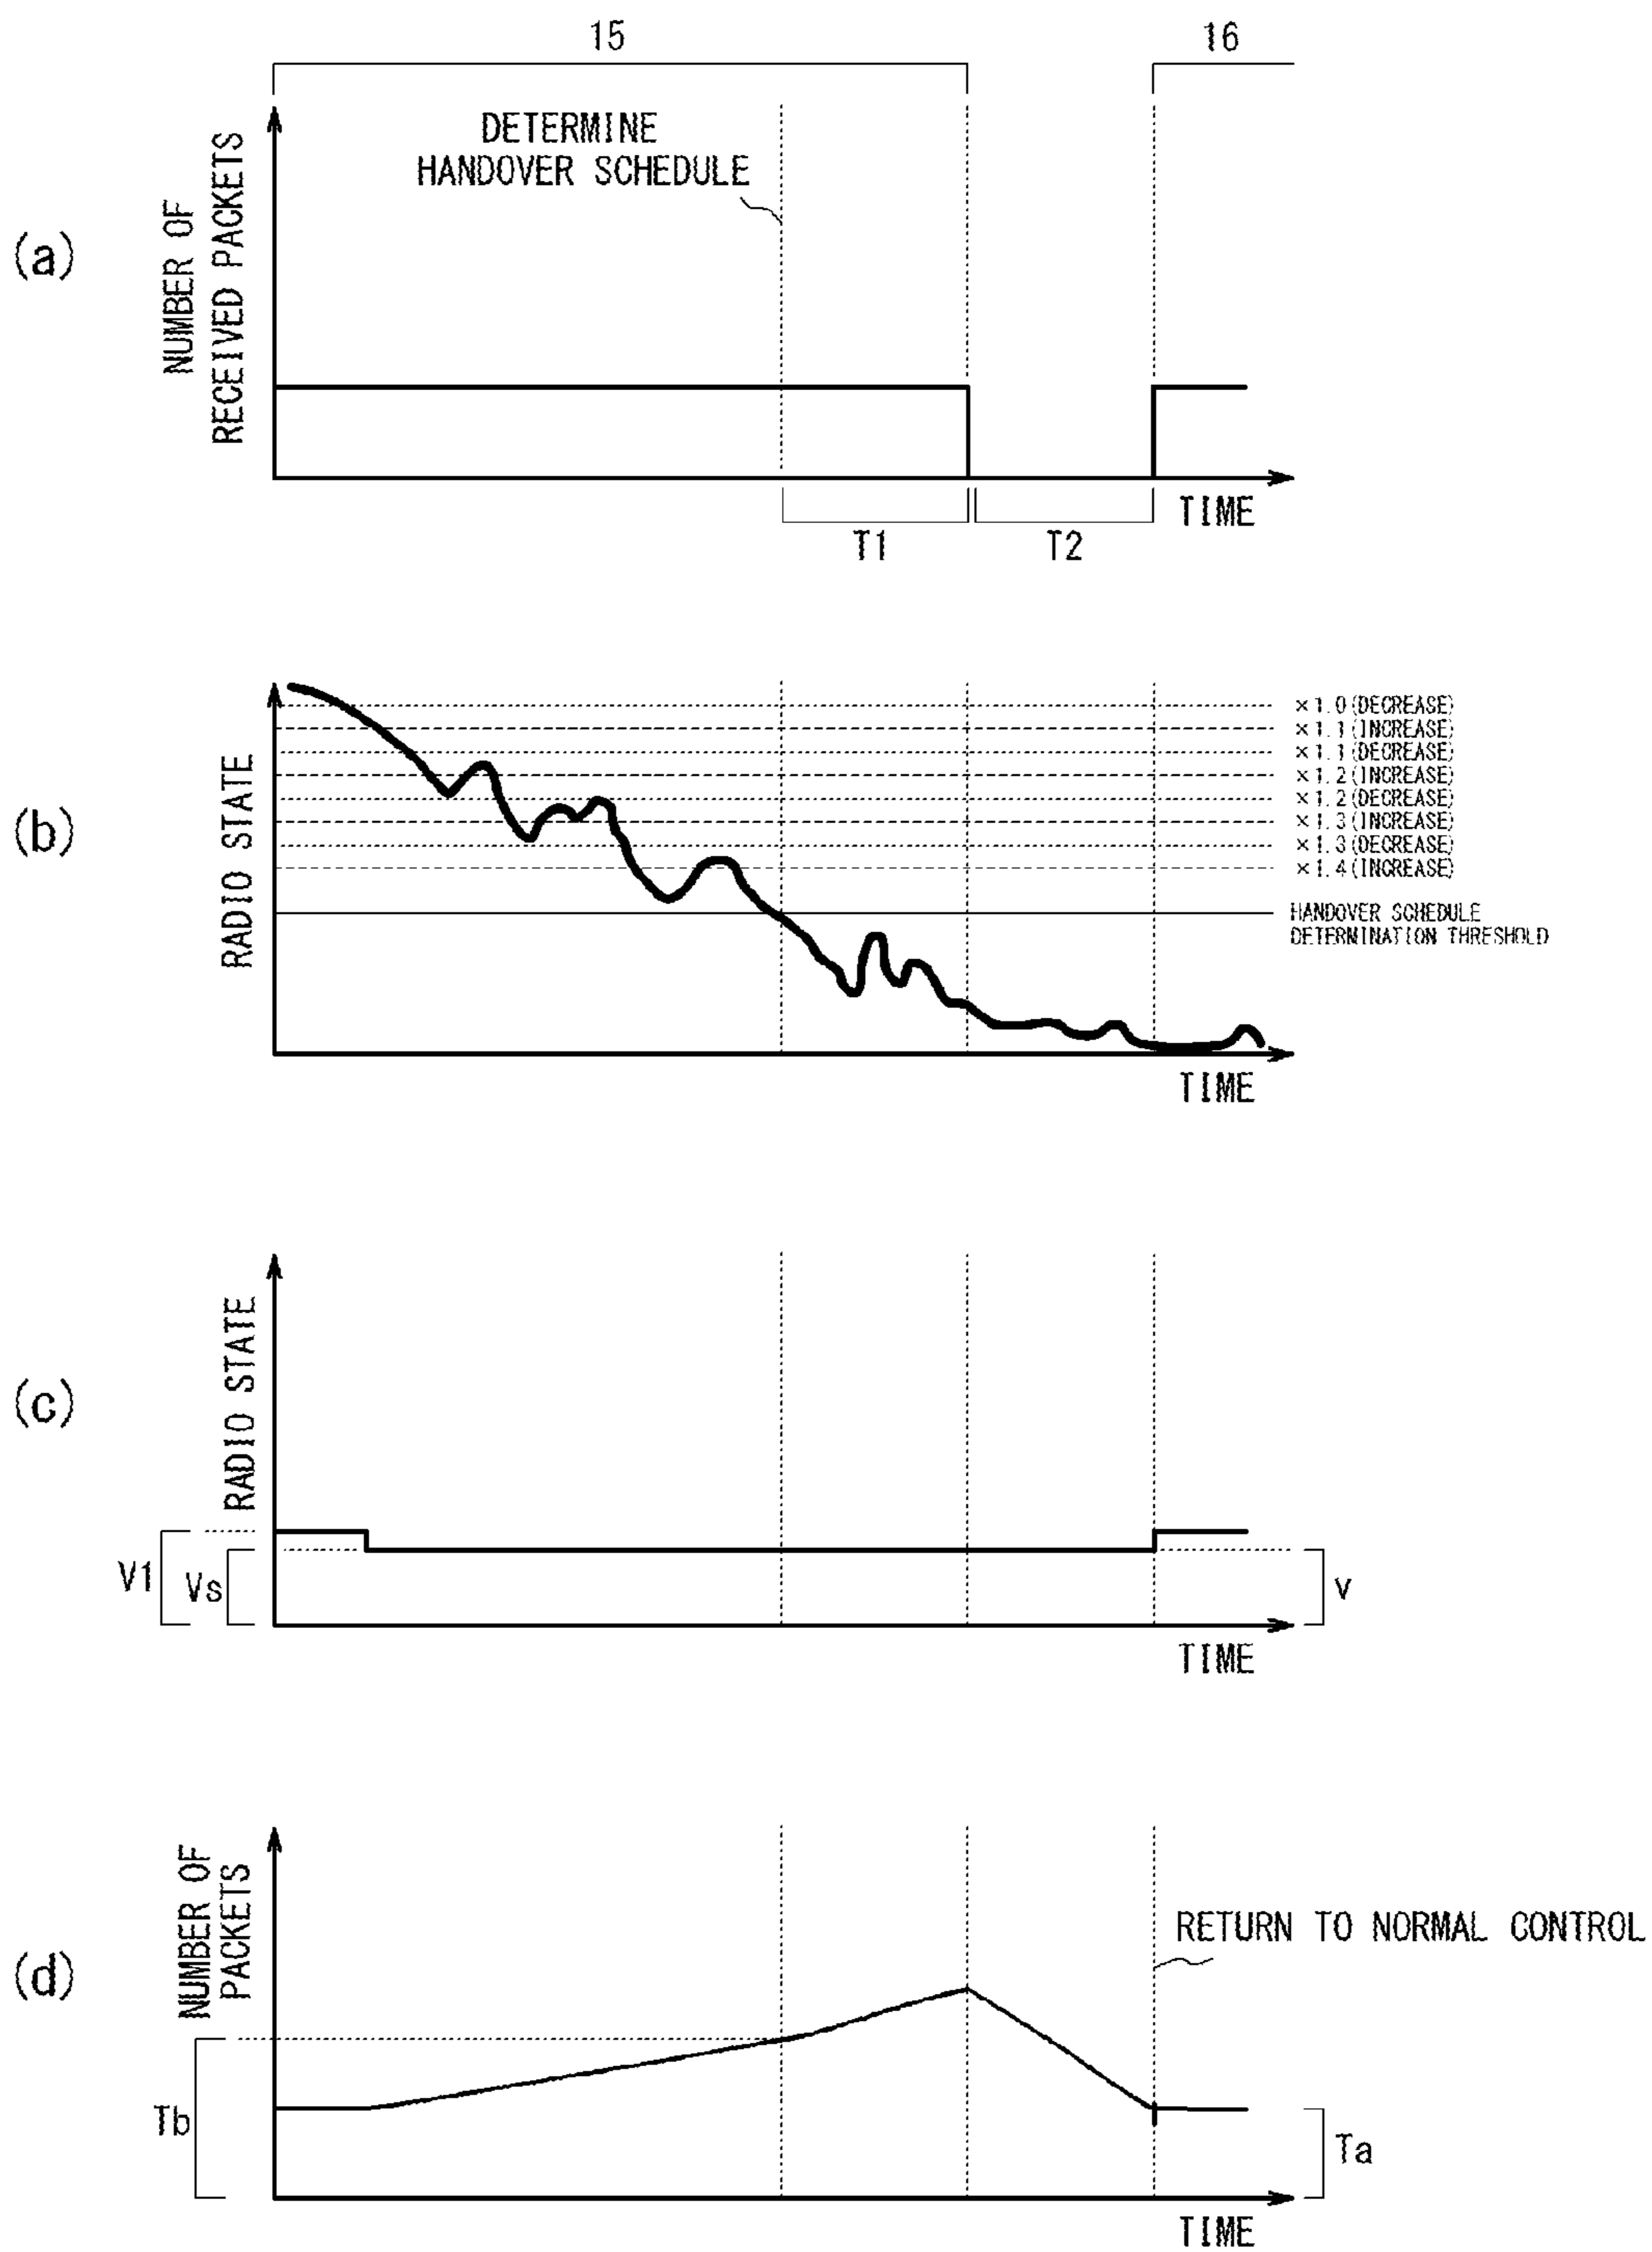 15
16
DETERMINE
HANDOVER SCHEDULE
(a)
NUMBER OF
RECEIVED PACKETS
TIME
T1
T2
(b)
RADIO STATE
×1.0(DECREASE)
×1.1(INCREASE)
×1.1(DECREASE)
×1.2(INCREASE)
×1.2(DECREASE)
×1.3(INCREASE)
×1.3(DECREASE)
×1.4(INCREASE)
HANDOVER SCHEDULE
DETERMINATION THRESHOLD
TIME
(c)
RADIO STATE
V1
Vs
v
TIME
(d)
NUMBER OF
PACKETS
RETURN TO NORMAL CONTROL
Tb
Ta
TIME